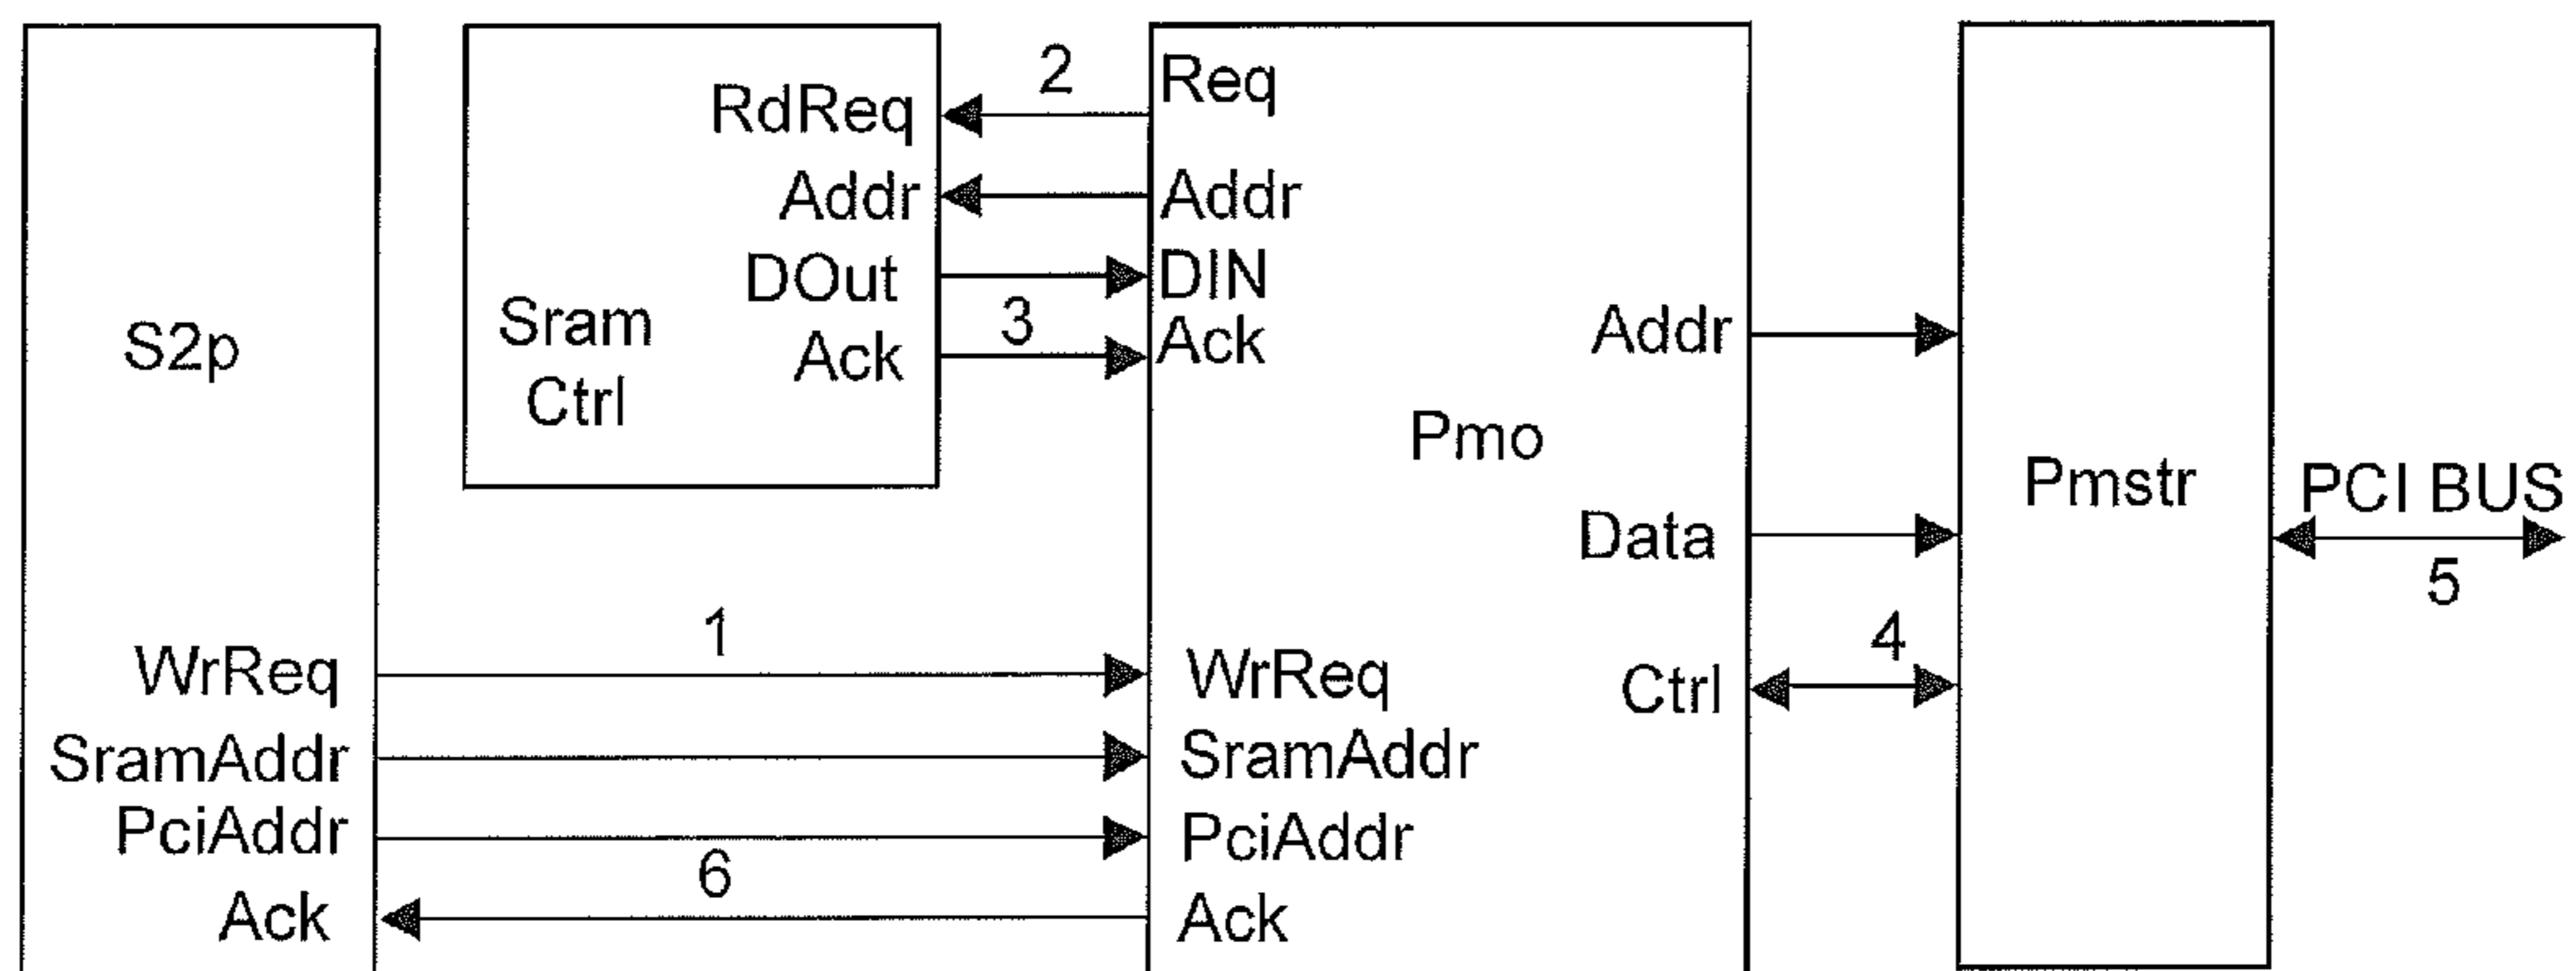 2
Req
RdReq
Addr
Addr
DOut
DIN
3
Ack
Ack
Sram
Ctrl
S2p
Addr
Pmo
Pmstr
PCI BUS
5
Data
4
Ctrl
1
WrReq
WrReq
SramAddr
SramAddr
PciAddr
PciAddr
6
Ack
Ack